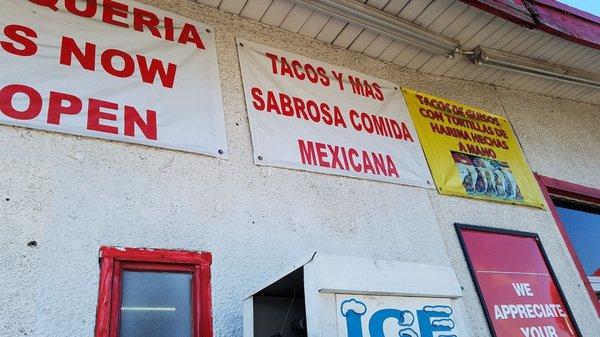 QUERIA
IS NOW
OPEN
TACOS Y MAS
SABROSA COMIDA
MEXICANA
TACOS DE GUISOS
CON TORTILLAS DE
HARINA HECHAS
A MANO
ICE
WE
APPRECIATE
YOUR